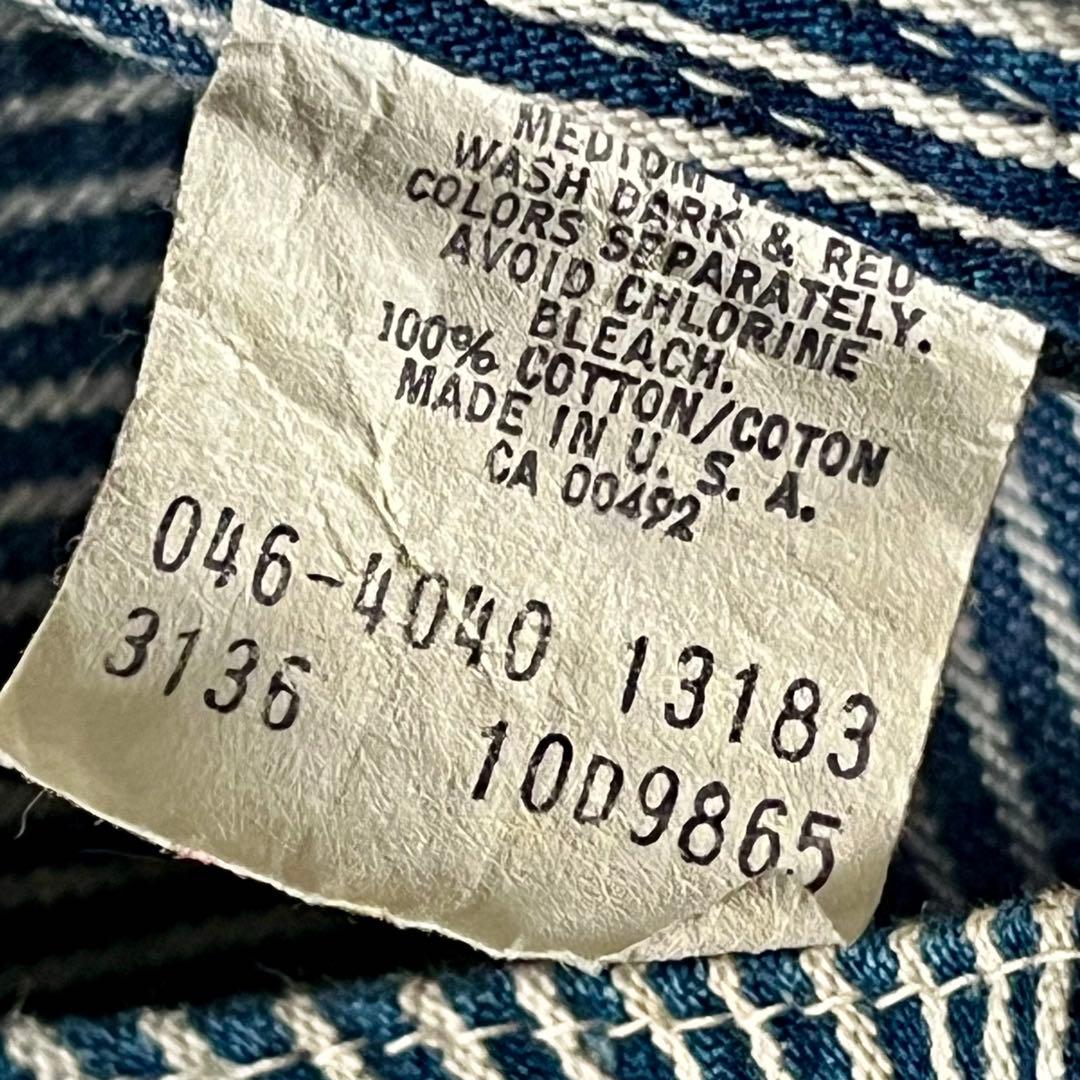 MEDIUM
WASH DARK & RED
COLORS SEPARATELY.
AVOID CHLORINE
BLEACH.
100% COTTON/COTON
MADE IN U. S. A.
CA 00492
046-4040 13183
3136 10D9865